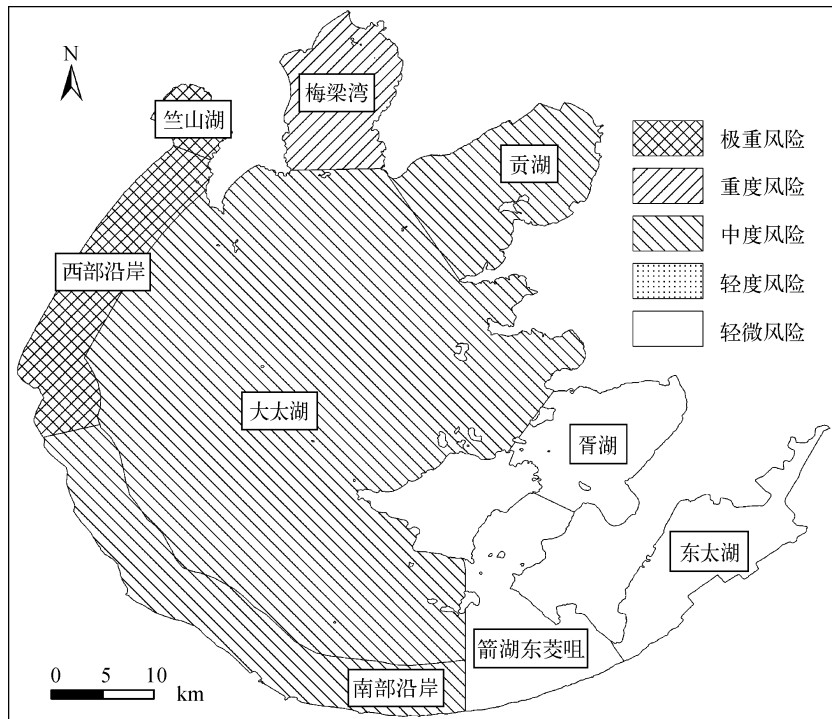 N
梅梁湾
竺山湖
贡湖
西部沿岸
大太湖
胥湖
东太湖
箭湖东茭咀
南部沿岸
极重风险
重度风险
中度风险
轻度风险
轻微风险
0 5 10
km